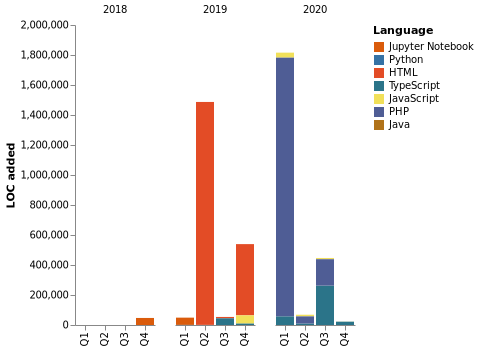 2018 2019 2020
2,000,000
1,800,000
1,600,000
1,400,000
1,200,000
1,000,000
800,000
600,000
400,000
200,000
0
LOC added
Q1 Q2 Q3 Q4 Q1 Q2 Q3 Q4 Q1 Q2 Q3 Q4
Language
Jupyter Notebook
Python
HTML
TypeScript
JavaScript
PHP
Java